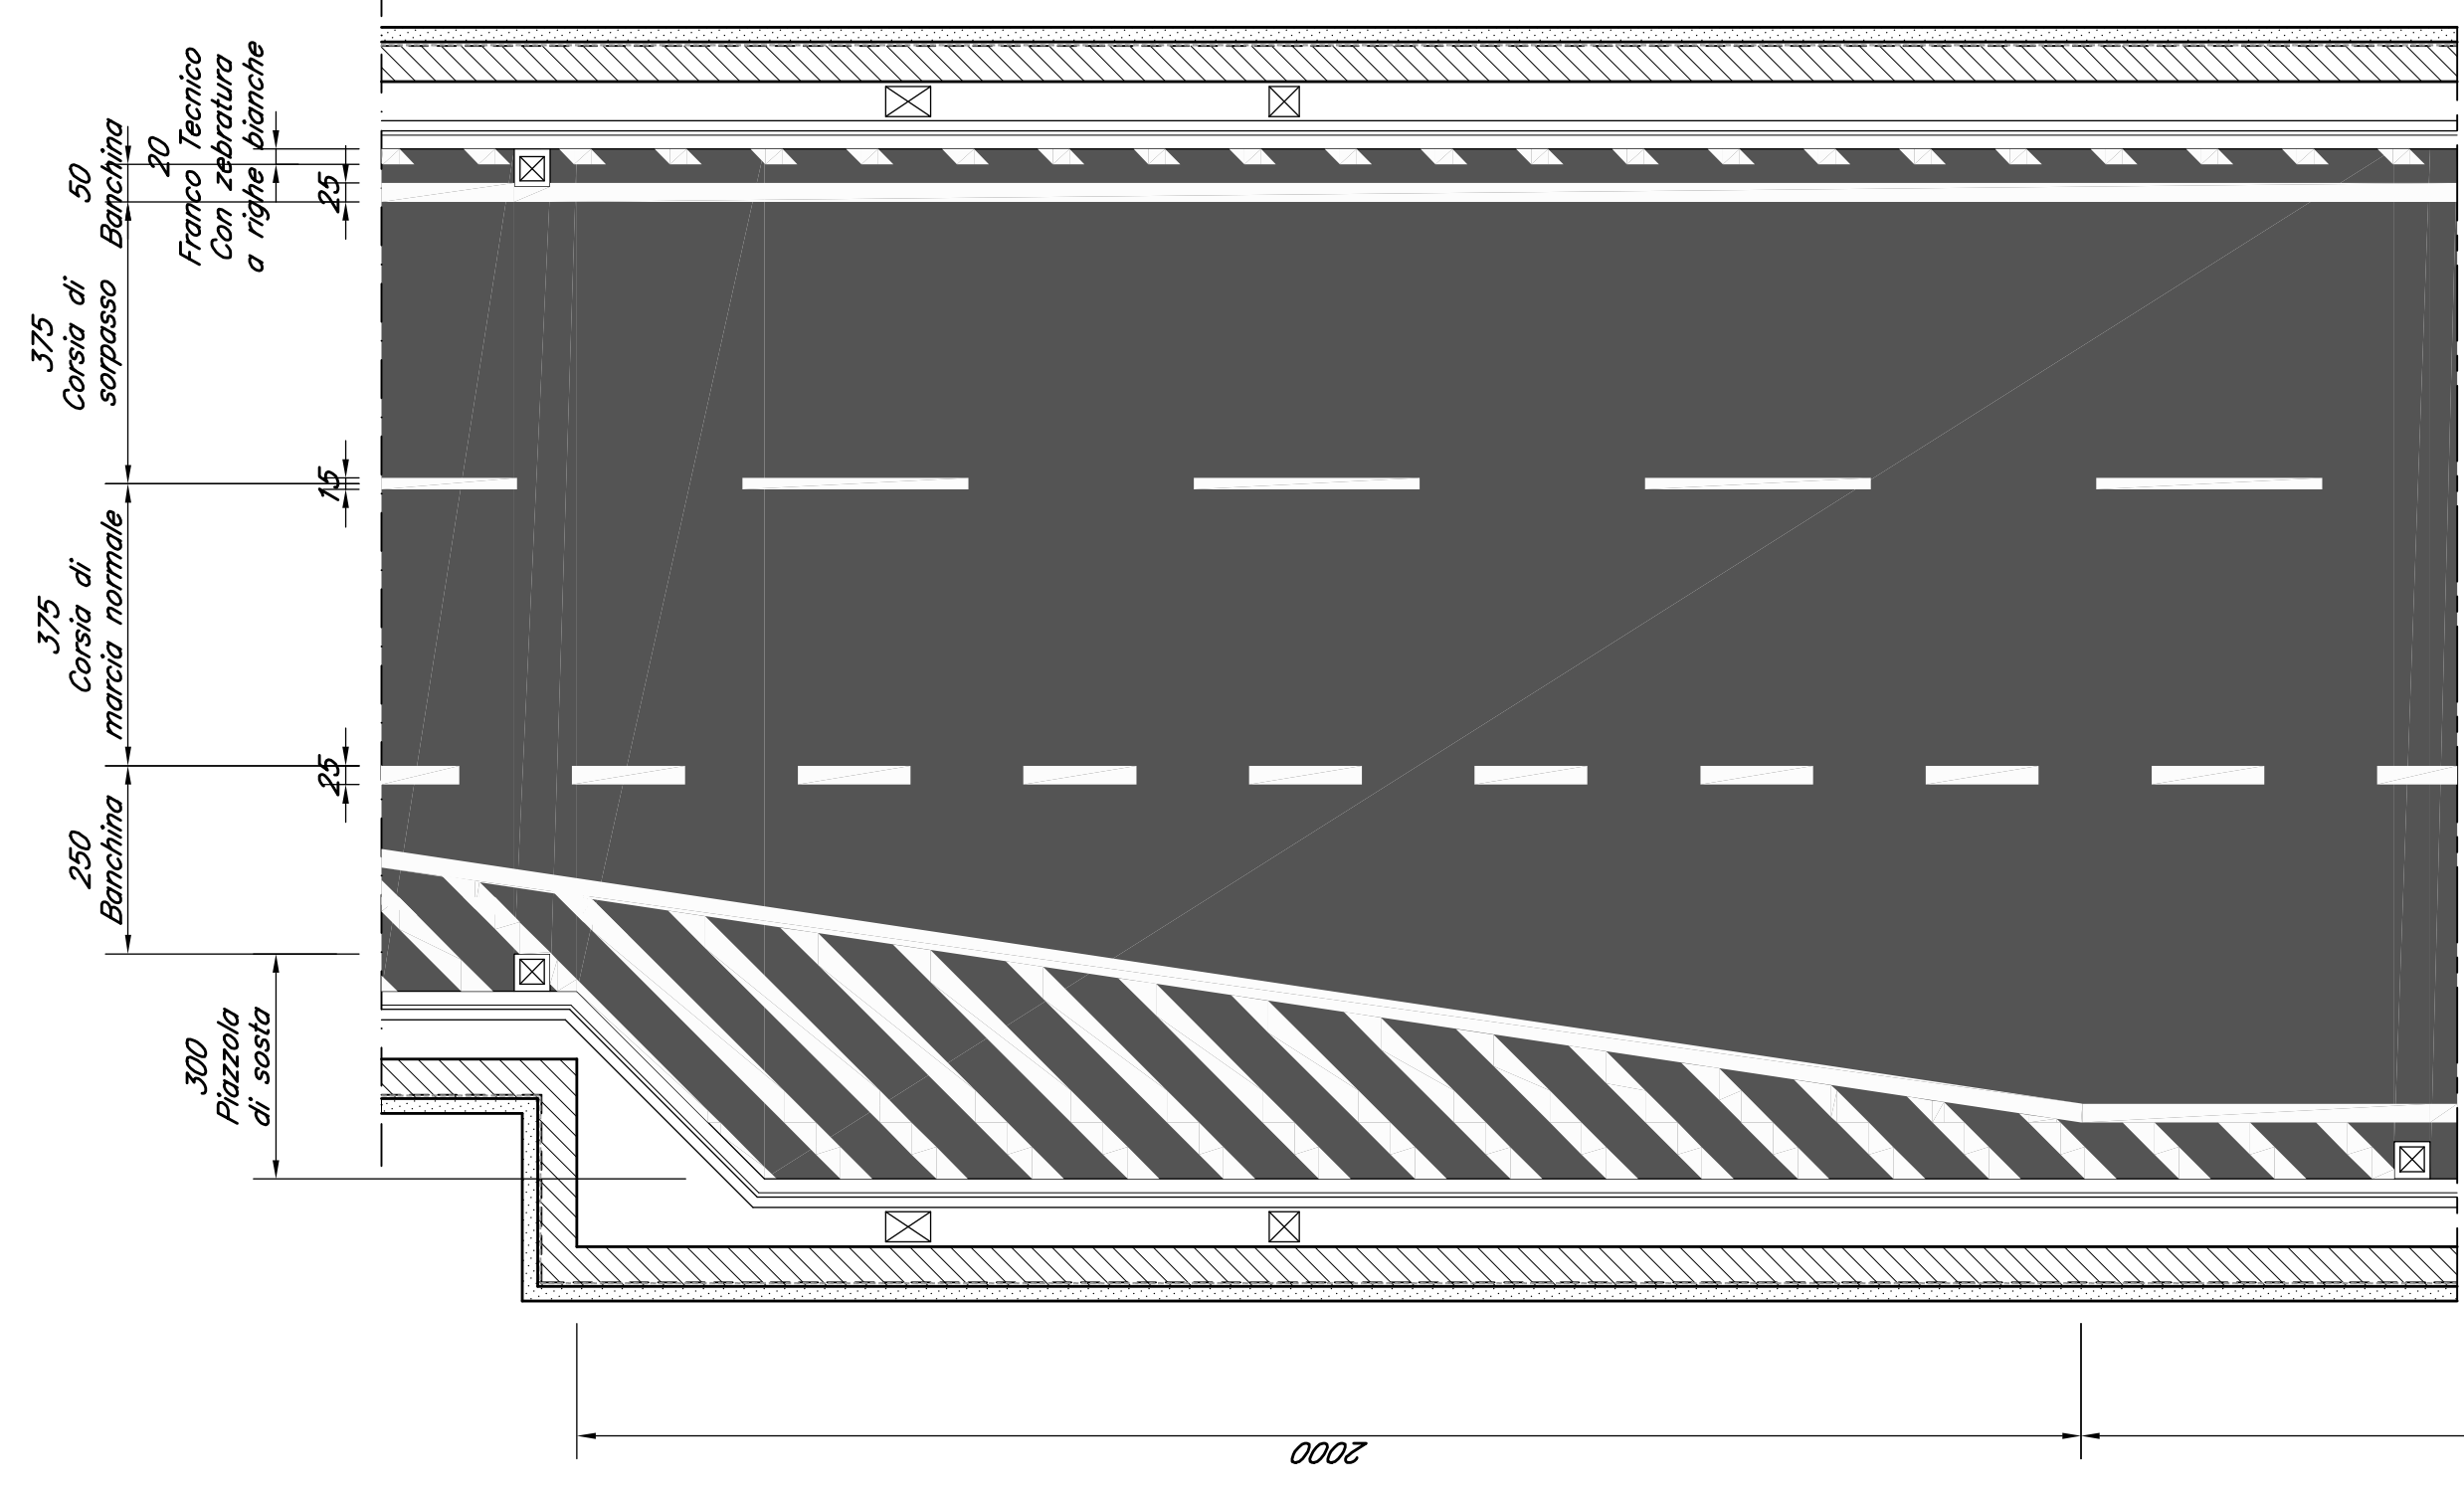 50
Banchina
20
Franco Tecnico
Con zebratura
a righe bianche
25
375
Corsia di
sorpasso
15
375
Corsia di
marcia normale
25
250
Banchina
300
Piazzola
di sosta
2000